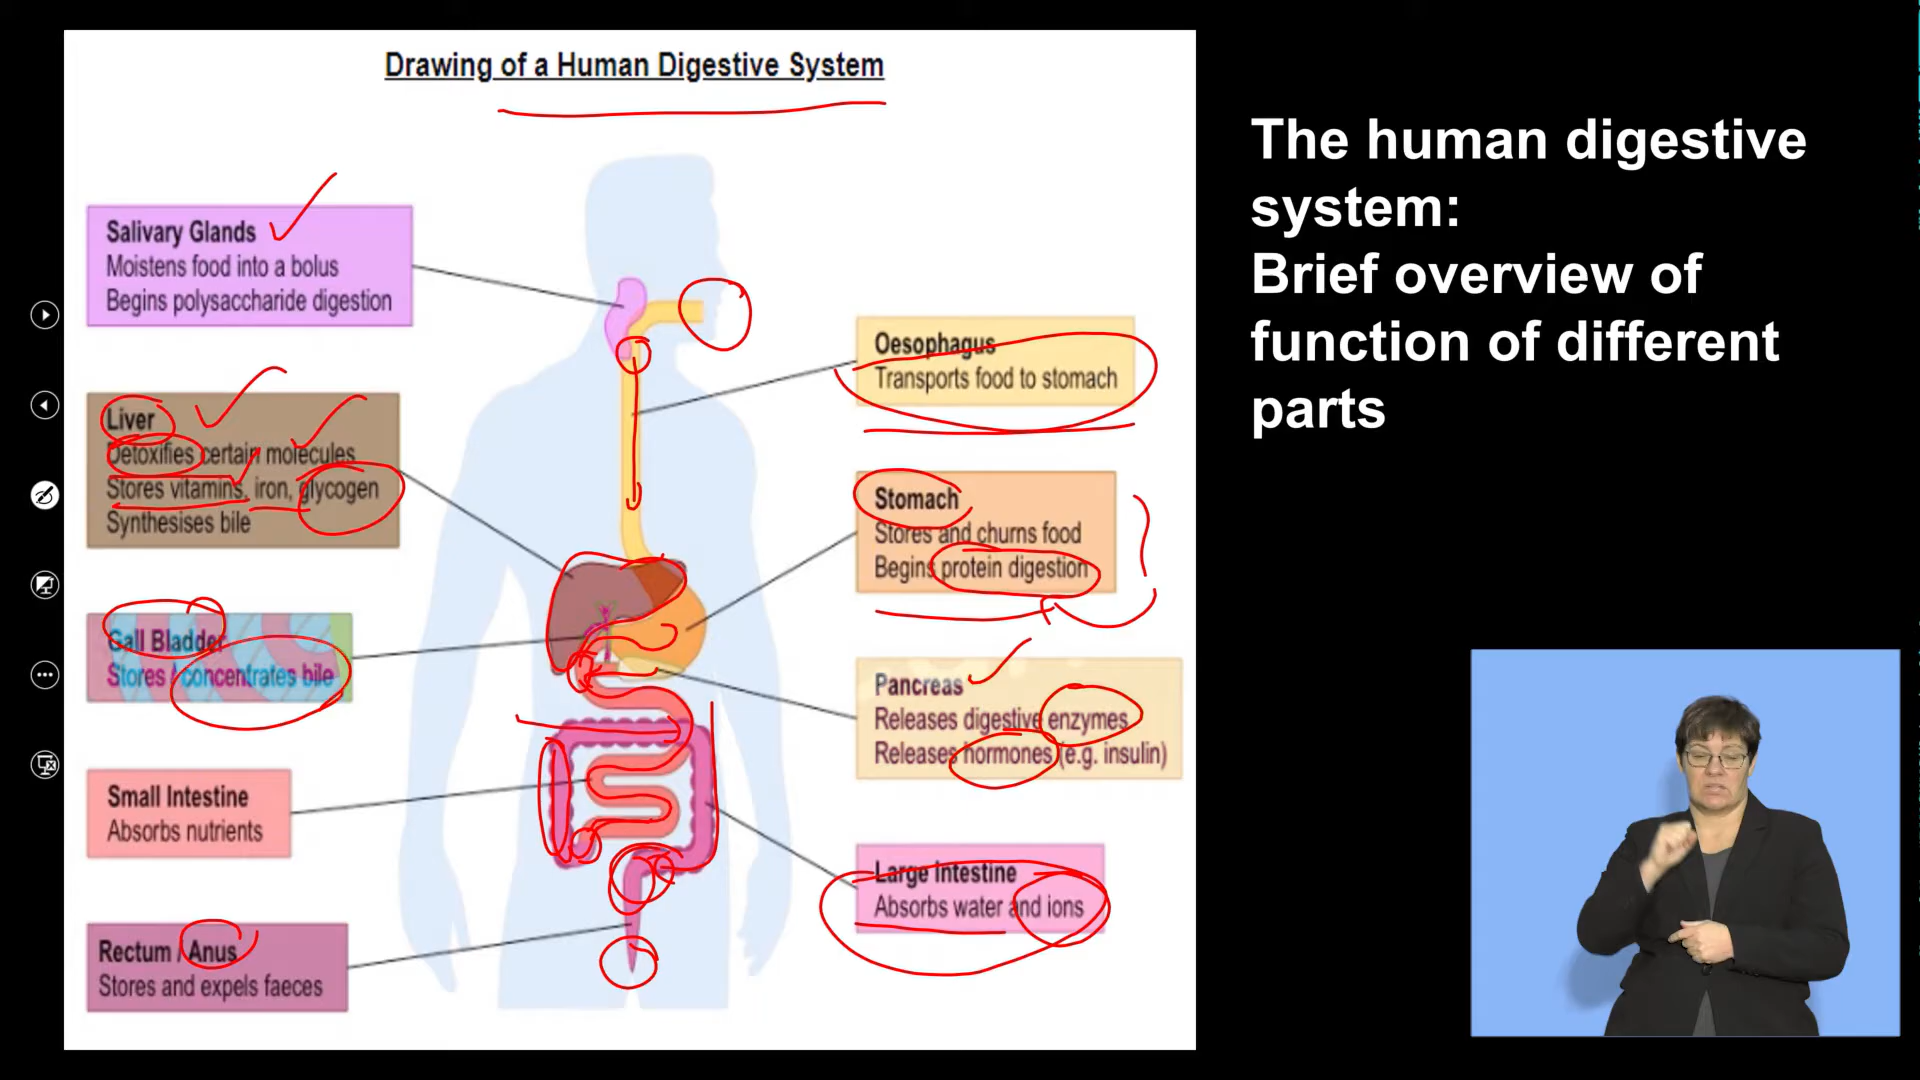 Drawing of a Human Digestive System
Salivary Glands
Moistens food into a bolus
Begins polysaccharide digestion
Liver
Detoxifies certain molecules
Stores vitamins, iron, glycogen
Synthesises bile
Gall Bladder
Stores / concentrates bile
Small Intestine
Absorbs nutrients
Rectum / Anus
Stores and expels faeces
Oesophagus
Transports food to stomach
Stomach
Stores and churns food
Begins protein digestion
Pancreas
Releases digestive enzymes
Releases hormones (e.g. insulin)
Large Intestine
Absorbs water and ions
The human digestive
system:
Brief overview of
function of different
parts